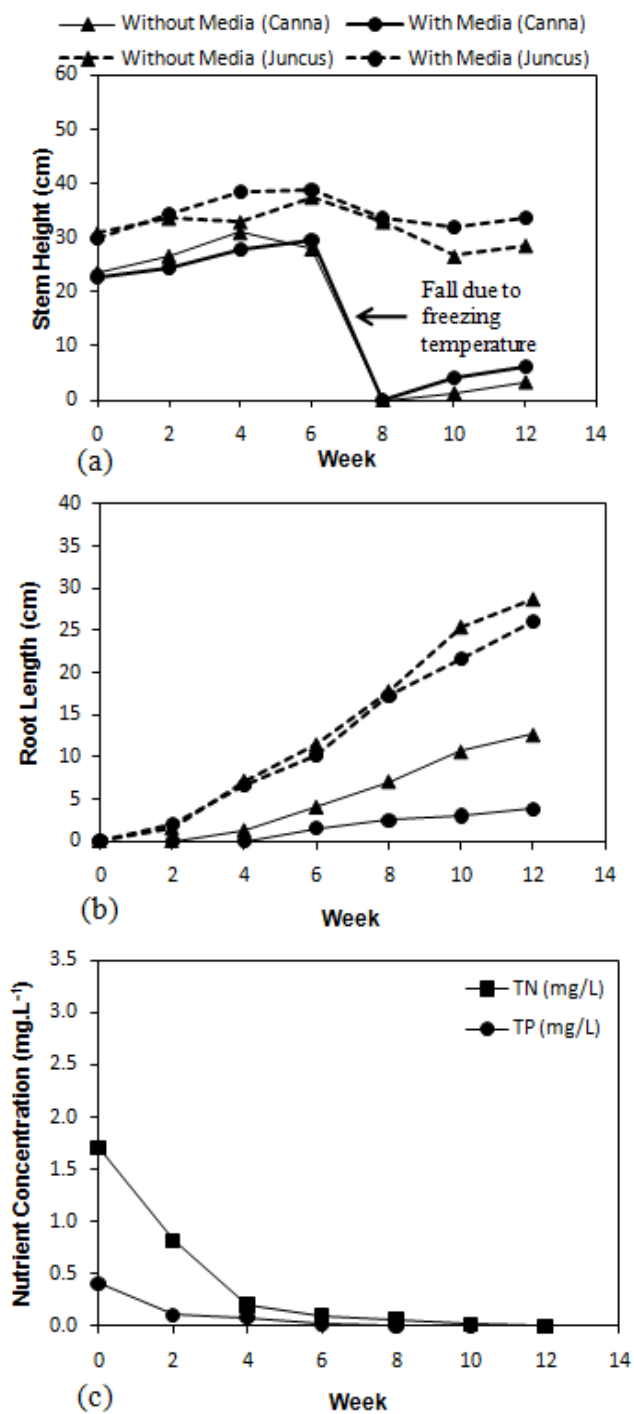 Without Media (Canna) With Media (Canna)
Without Media (Juncus) With Media (Juncus)
60
50
40
30
20
10
0
Stem Height (cm)
Fall due to
freezing
temperature
0 2 4 6 8 10 12 14
(a) Week
40
35
30
25
20
15
10
5
0
Root Length (cm)
0 2 4 6 8 10 12 14
(b) Week
3.5
3.0
2.5
2.0
1.5
1.0
0.5
0.0
Nutrient Concentration (mg.L⁻¹)
TN (mg/L)
TP (mg/L)
0 2 4 6 8 10 12 14
(c) Week